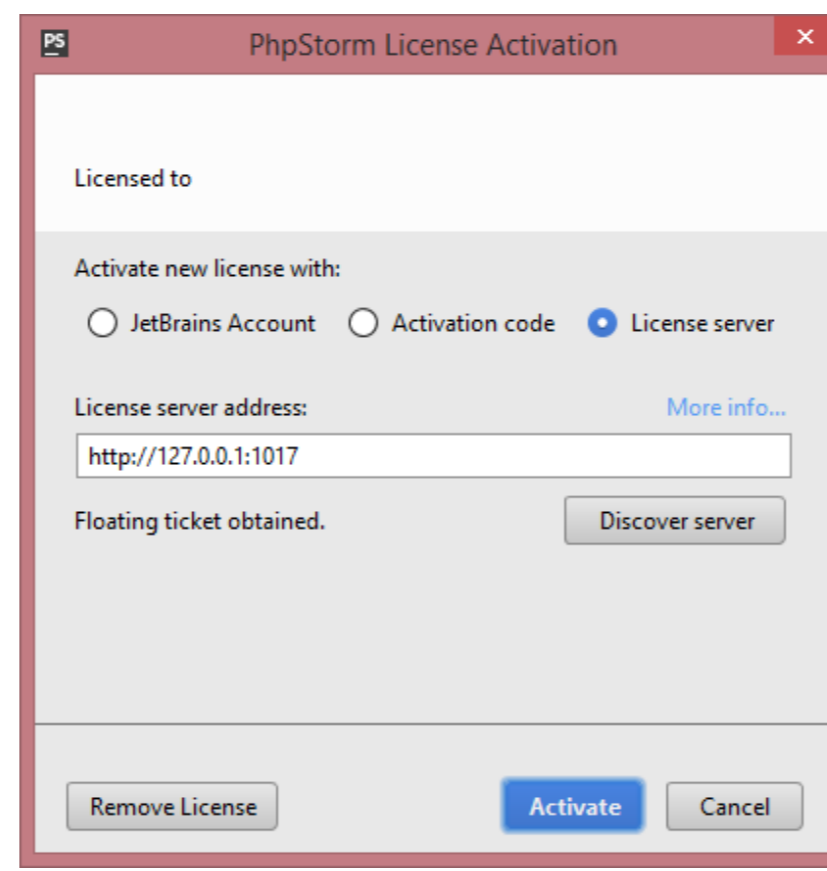 PS PhpStorm License Activation ×
Licensed to
Activate new license with:
JetBrains Account Activation code License server
License server address: More info...
http://127.0.0.1:1017
Floating ticket obtained. Discover server
Remove License Activate Cancel